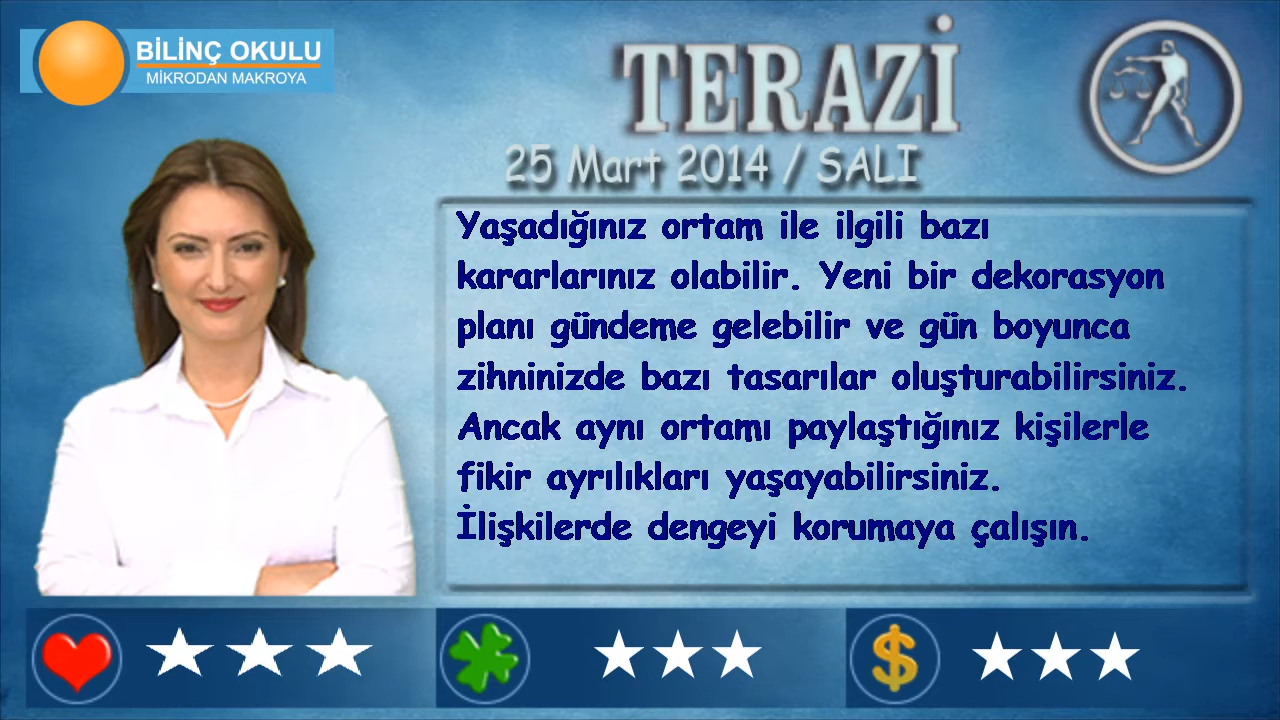 BİLİNÇ OKULU
MİKRODAN MAKROYA
TERAZİ
25 Mart 2014 / SALI
Yaşadığınız ortam ile ilgili bazı
kararlarınız olabilir. Yeni bir dekorasyon
planı gündeme gelebilir ve gün boyunca
zihninizde bazı tasarılar oluşturabilirsiniz.
Ancak aynı ortamı paylaştığınız kişilerle
fikir ayrılıkları yaşayabilirsiniz.
İlişkilerde dengeyi korumaya çalışın.
$